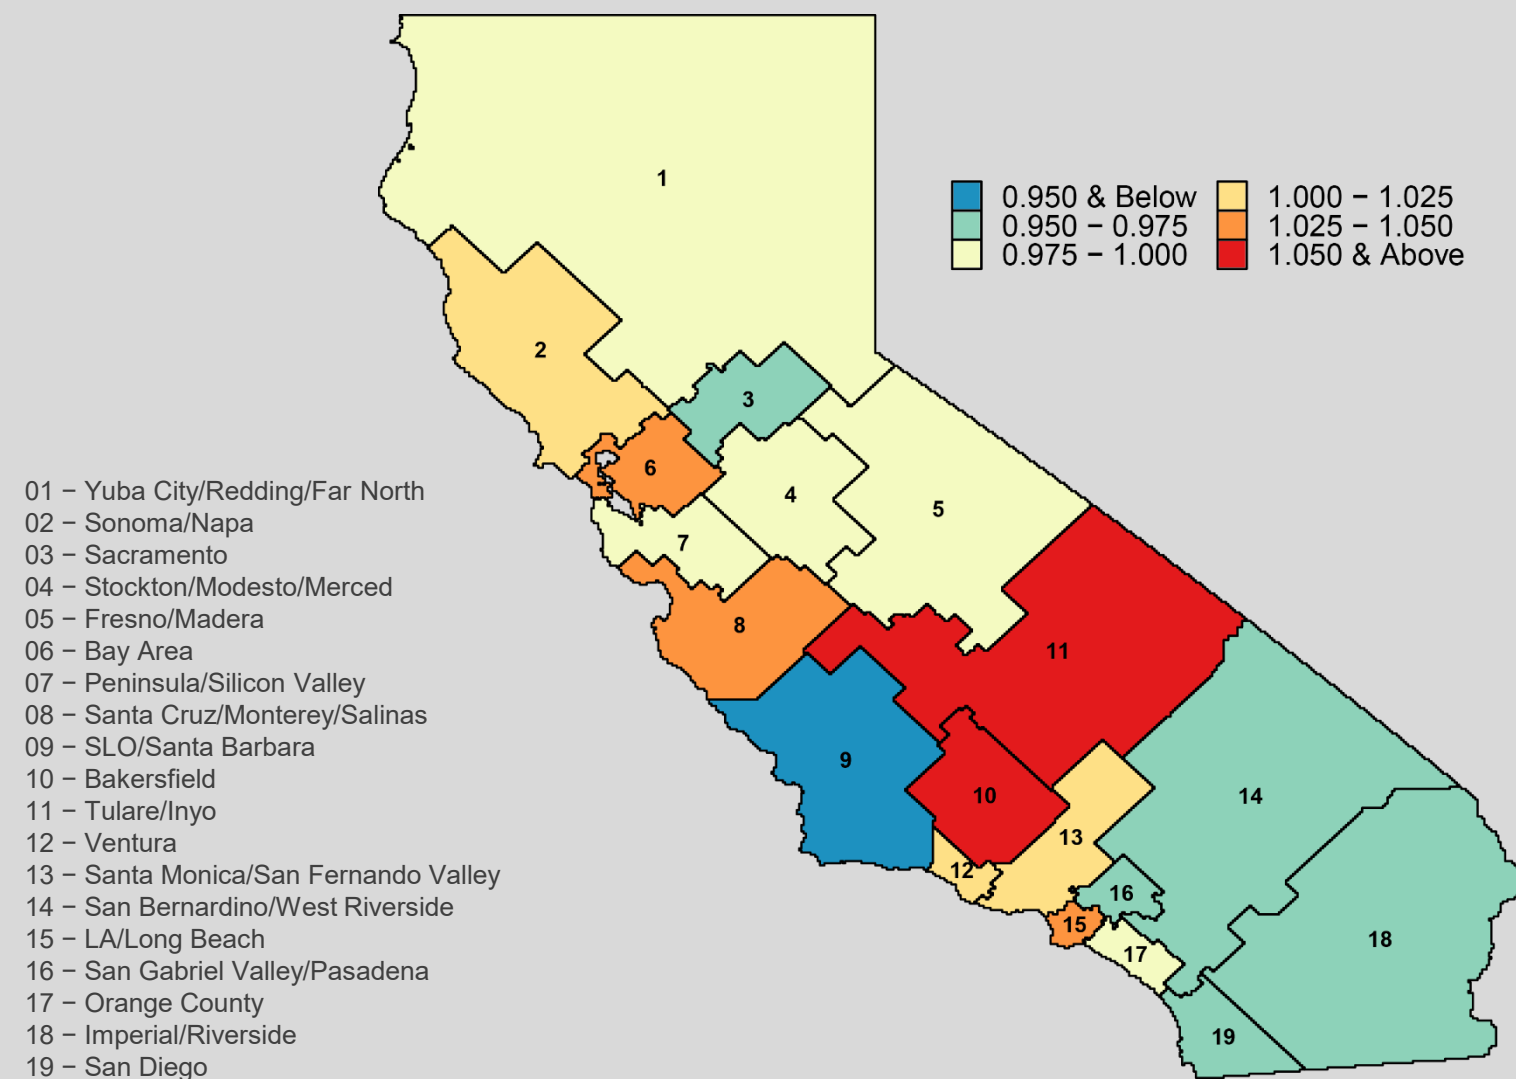 1
0.950 & Below
1.000 − 1.025
0.950 − 0.975
1.025 − 1.050
0.975 − 1.000
1.050 & Above
2
3
6
4
5
7
8
11
9
10
14
13
12
16
15
17
18
19
01 − Yuba City/Redding/Far North
02 − Sonoma/Napa
03 − Sacramento
04 − Stockton/Modesto/Merced
05 − Fresno/Madera
06 − Bay Area
07 − Peninsula/Silicon Valley
08 − Santa Cruz/Monterey/Salinas
09 − SLO/Santa Barbara
10 − Bakersfield
11 − Tulare/Inyo
12 − Ventura
13 − Santa Monica/San Fernando Valley
14 − San Bernardino/West Riverside
15 − LA/Long Beach
16 − San Gabriel Valley/Pasadena
17 − Orange County
18 − Imperial/Riverside
19 − San Diego